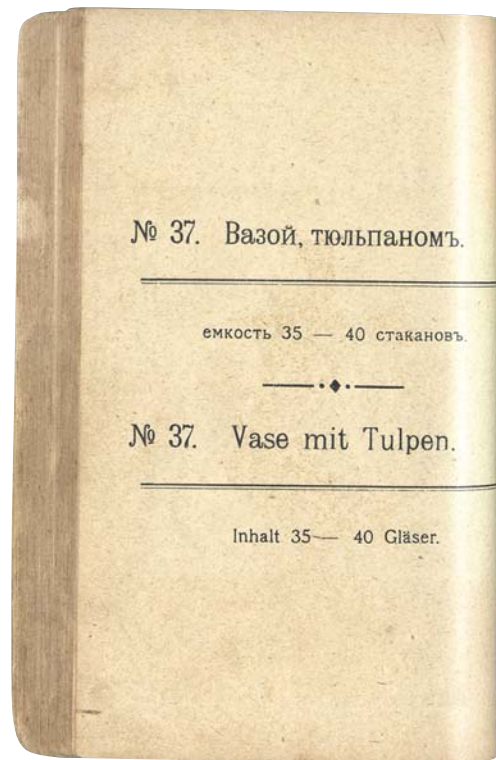 № 37. Вазой, тюльпаномъ.
емкость 35 — 40 стакановъ.
№ 37. Vase mit Tulpen.
Inhalt 35 — 40 Gläser.